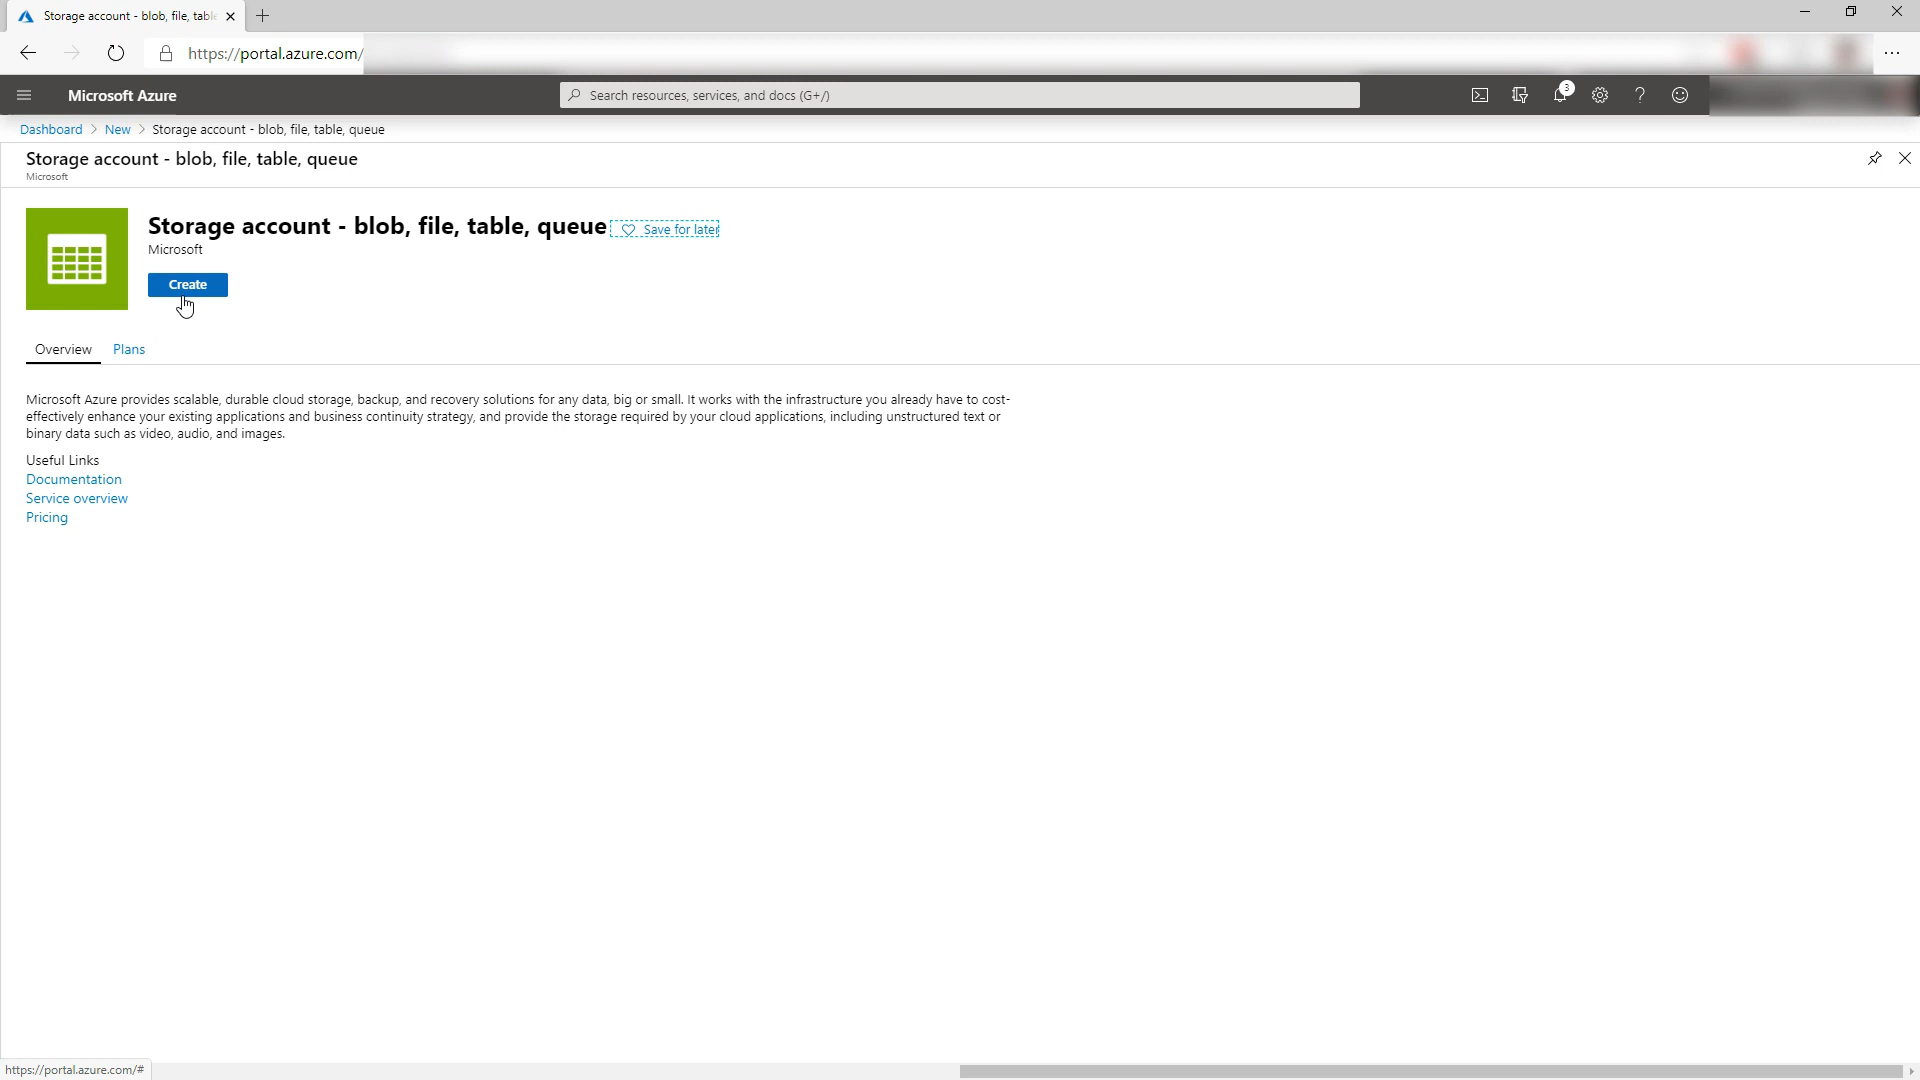 Storage account - blob, file, table
https://portal.azure.com/
Microsoft Azure
Search resources, services, and docs (G+/)
3
Dashboard > New > Storage account - blob, file, table, queue
Storage account - blob, file, table, queue
Microsoft
Storage account - blob, file, table, queue
Save for later
Microsoft
Create
Overview
Plans
Microsoft Azure provides scalable, durable cloud storage, backup, and recovery solutions for any data, big or small. It works with the infrastructure you already have to cost-
effectively enhance your existing applications and business continuity strategy, and provide the storage required by your cloud applications, including unstructured text or
binary data such as video, audio, and images.
Useful Links
Documentation
Service overview
Pricing
https://portal.azure.com/#